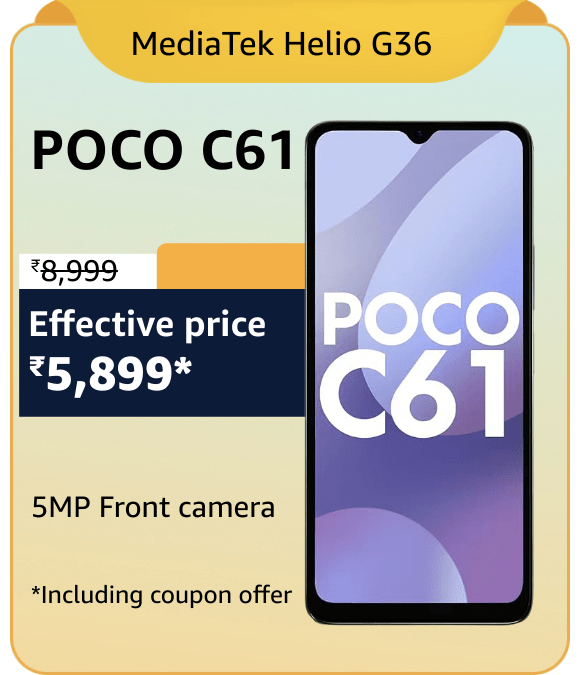 MediaTek Helio G36
POCO C61
₹8,999
Effective price
₹5,899*
5MP Front camera
*Including coupon offer
POCO
C61